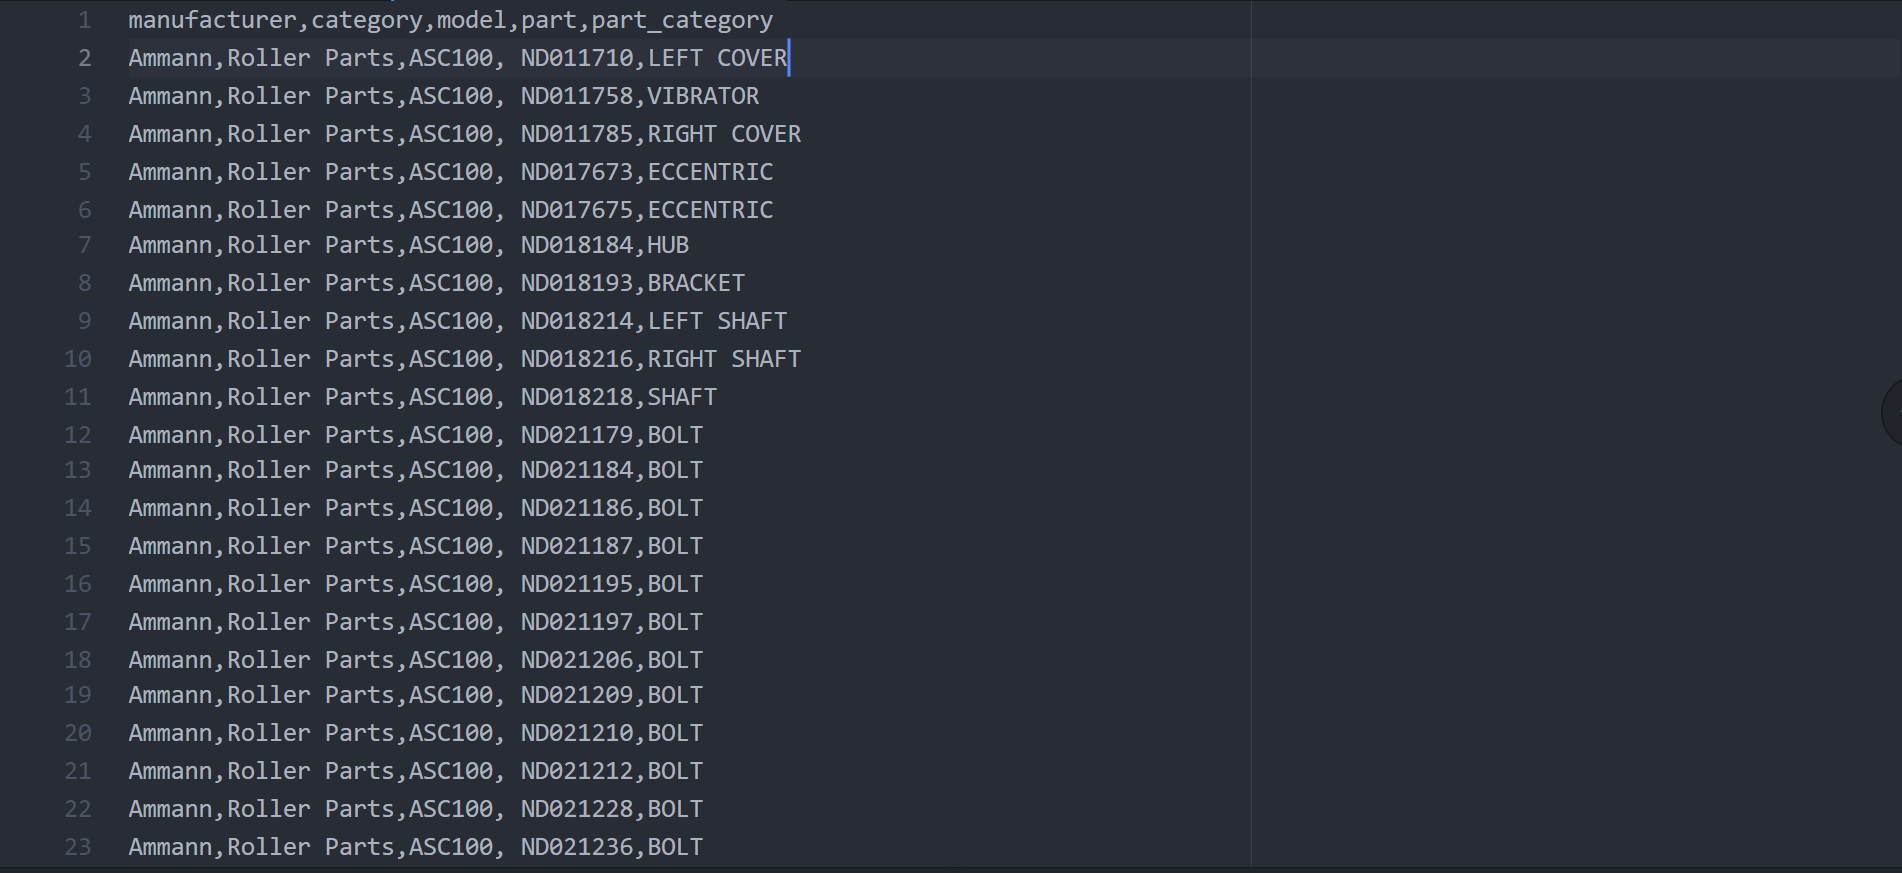 1 manufacturer,category,model,part,part_category
2 Ammann,Roller Parts,ASC100, ND011710,LEFT COVER
3 Ammann,Roller Parts,ASC100, ND011758,VIBRATOR
4 Ammann,Roller Parts,ASC100, ND011785,RIGHT COVER
5 Ammann,Roller Parts,ASC100, ND017673,ECCENTRIC
6 Ammann,Roller Parts,ASC100, ND017675,ECCENTRIC
7 Ammann,Roller Parts,ASC100, ND018184,HUB
8 Ammann,Roller Parts,ASC100, ND018193,BRACKET
9 Ammann,Roller Parts,ASC100, ND018214,LEFT SHAFT
10 Ammann,Roller Parts,ASC100, ND018216,RIGHT SHAFT
11 Ammann,Roller Parts,ASC100, ND018218,SHAFT
12 Ammann,Roller Parts,ASC100, ND021179,BOLT
13 Ammann,Roller Parts,ASC100, ND021184,BOLT
14 Ammann,Roller Parts,ASC100, ND021186,BOLT
15 Ammann,Roller Parts,ASC100, ND021187,BOLT
16 Ammann,Roller Parts,ASC100, ND021195,BOLT
17 Ammann,Roller Parts,ASC100, ND021197,BOLT
18 Ammann,Roller Parts,ASC100, ND021206,BOLT
19 Ammann,Roller Parts,ASC100, ND021209,BOLT
20 Ammann,Roller Parts,ASC100, ND021210,BOLT
21 Ammann,Roller Parts,ASC100, ND021212,BOLT
22 Ammann,Roller Parts,ASC100, ND021228,BOLT
23 Ammann,Roller Parts,ASC100, ND021236,BOLT